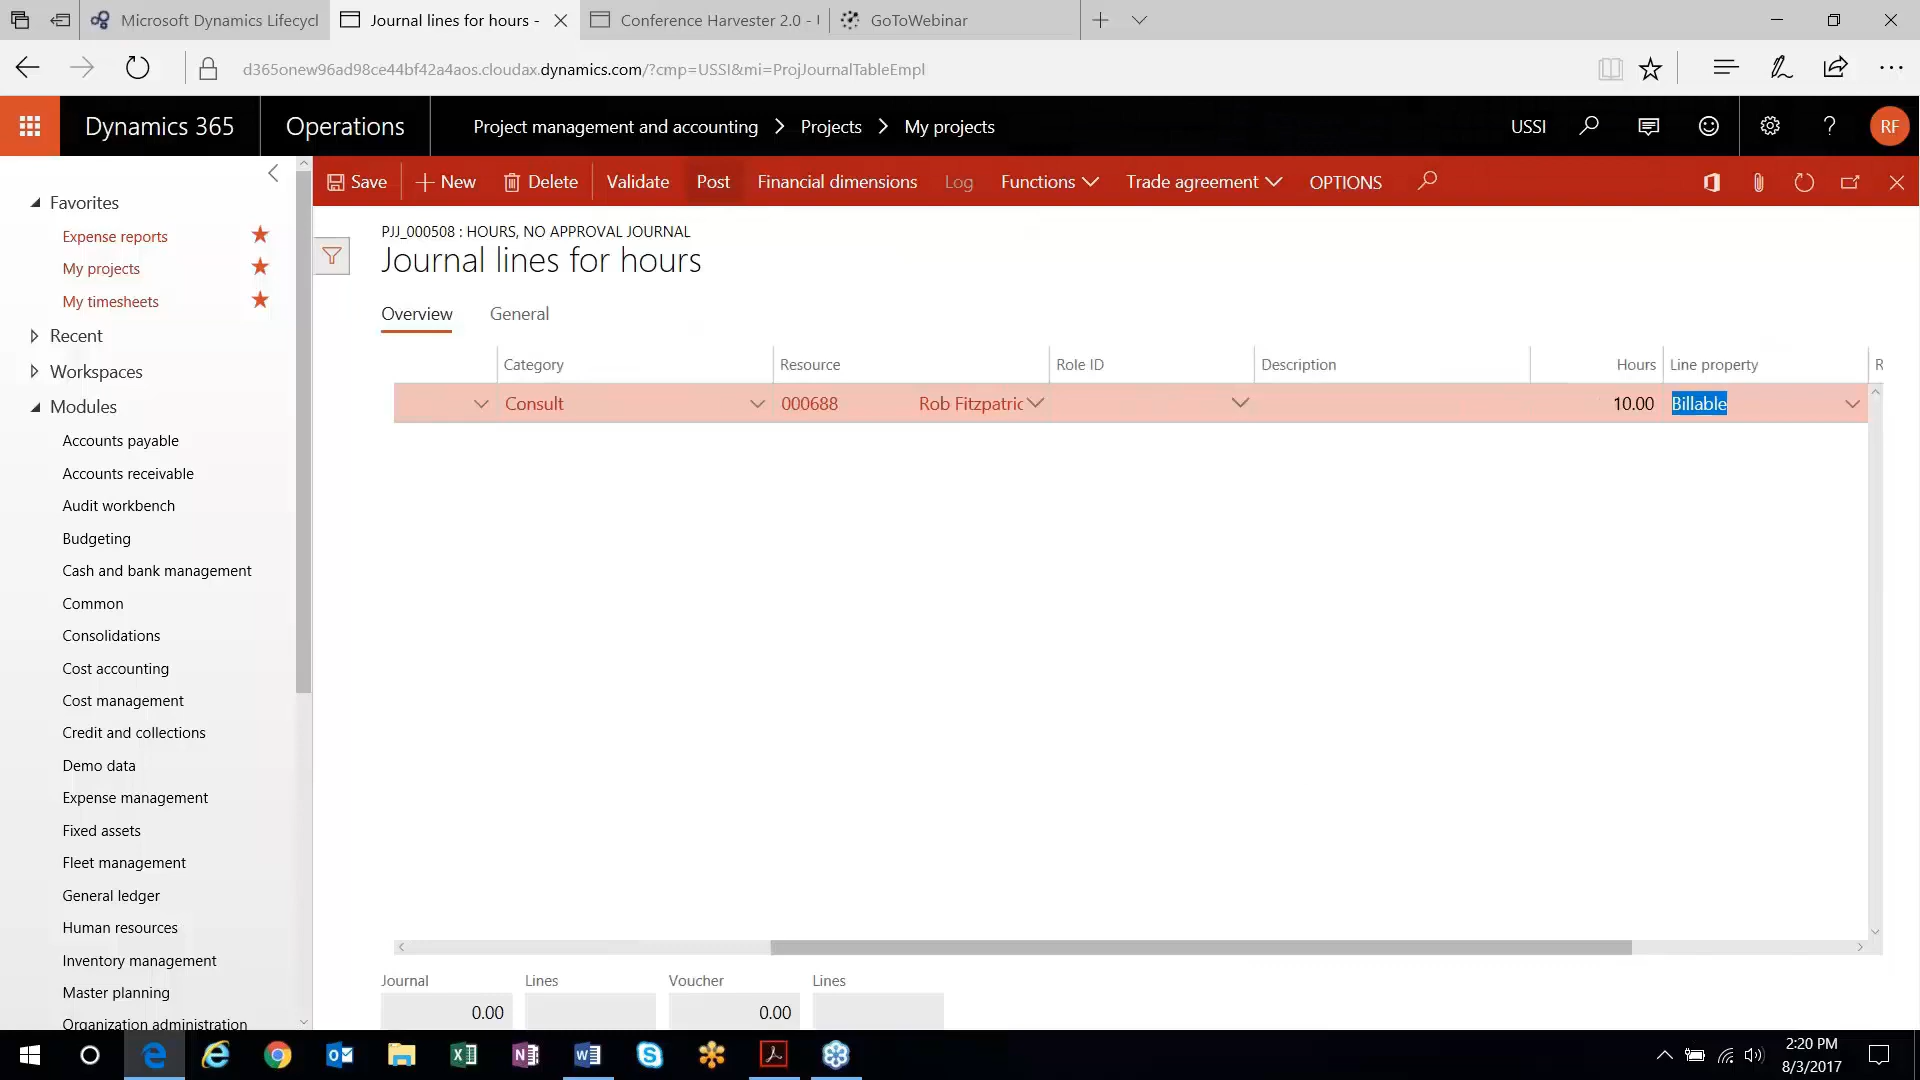 Microsoft Dynamics Lifecycl
Journal lines for hours -
Conference Harvester 2.0 -
GoToWebinar
d365onew96ad98ce44bf42a4aos.cloudax.dynamics.com/?cmp=USSI&mi=ProjJournalTableEmpl
Dynamics 365
Operations
Project management and accounting > Projects > My projects
USSI
?
RF
Save
+ New
Delete
Validate
Post
Financial dimensions
Log
Functions
Trade agreement
OPTIONS
Favorites
Expense reports
My projects
My timesheets
Recent
Workspaces
Modules
Accounts payable
Accounts receivable
Audit workbench
Budgeting
Cash and bank management
Common
Consolidations
Cost accounting
Cost management
Credit and collections
Demo data
Expense management
Fixed assets
Fleet management
General ledger
Human resources
Inventory management
Master planning
Organization administration
PJJ_000508 : HOURS, NO APPROVAL JOURNAL
Journal lines for hours
Overview
General
Category
Resource
Role ID
Description
Hours
Line property
R
Consult
000688
Rob Fitzpatric
10.00
Billable
Journal
Lines
Voucher
Lines
0.00
0.00
2:20 PM
8/3/2017